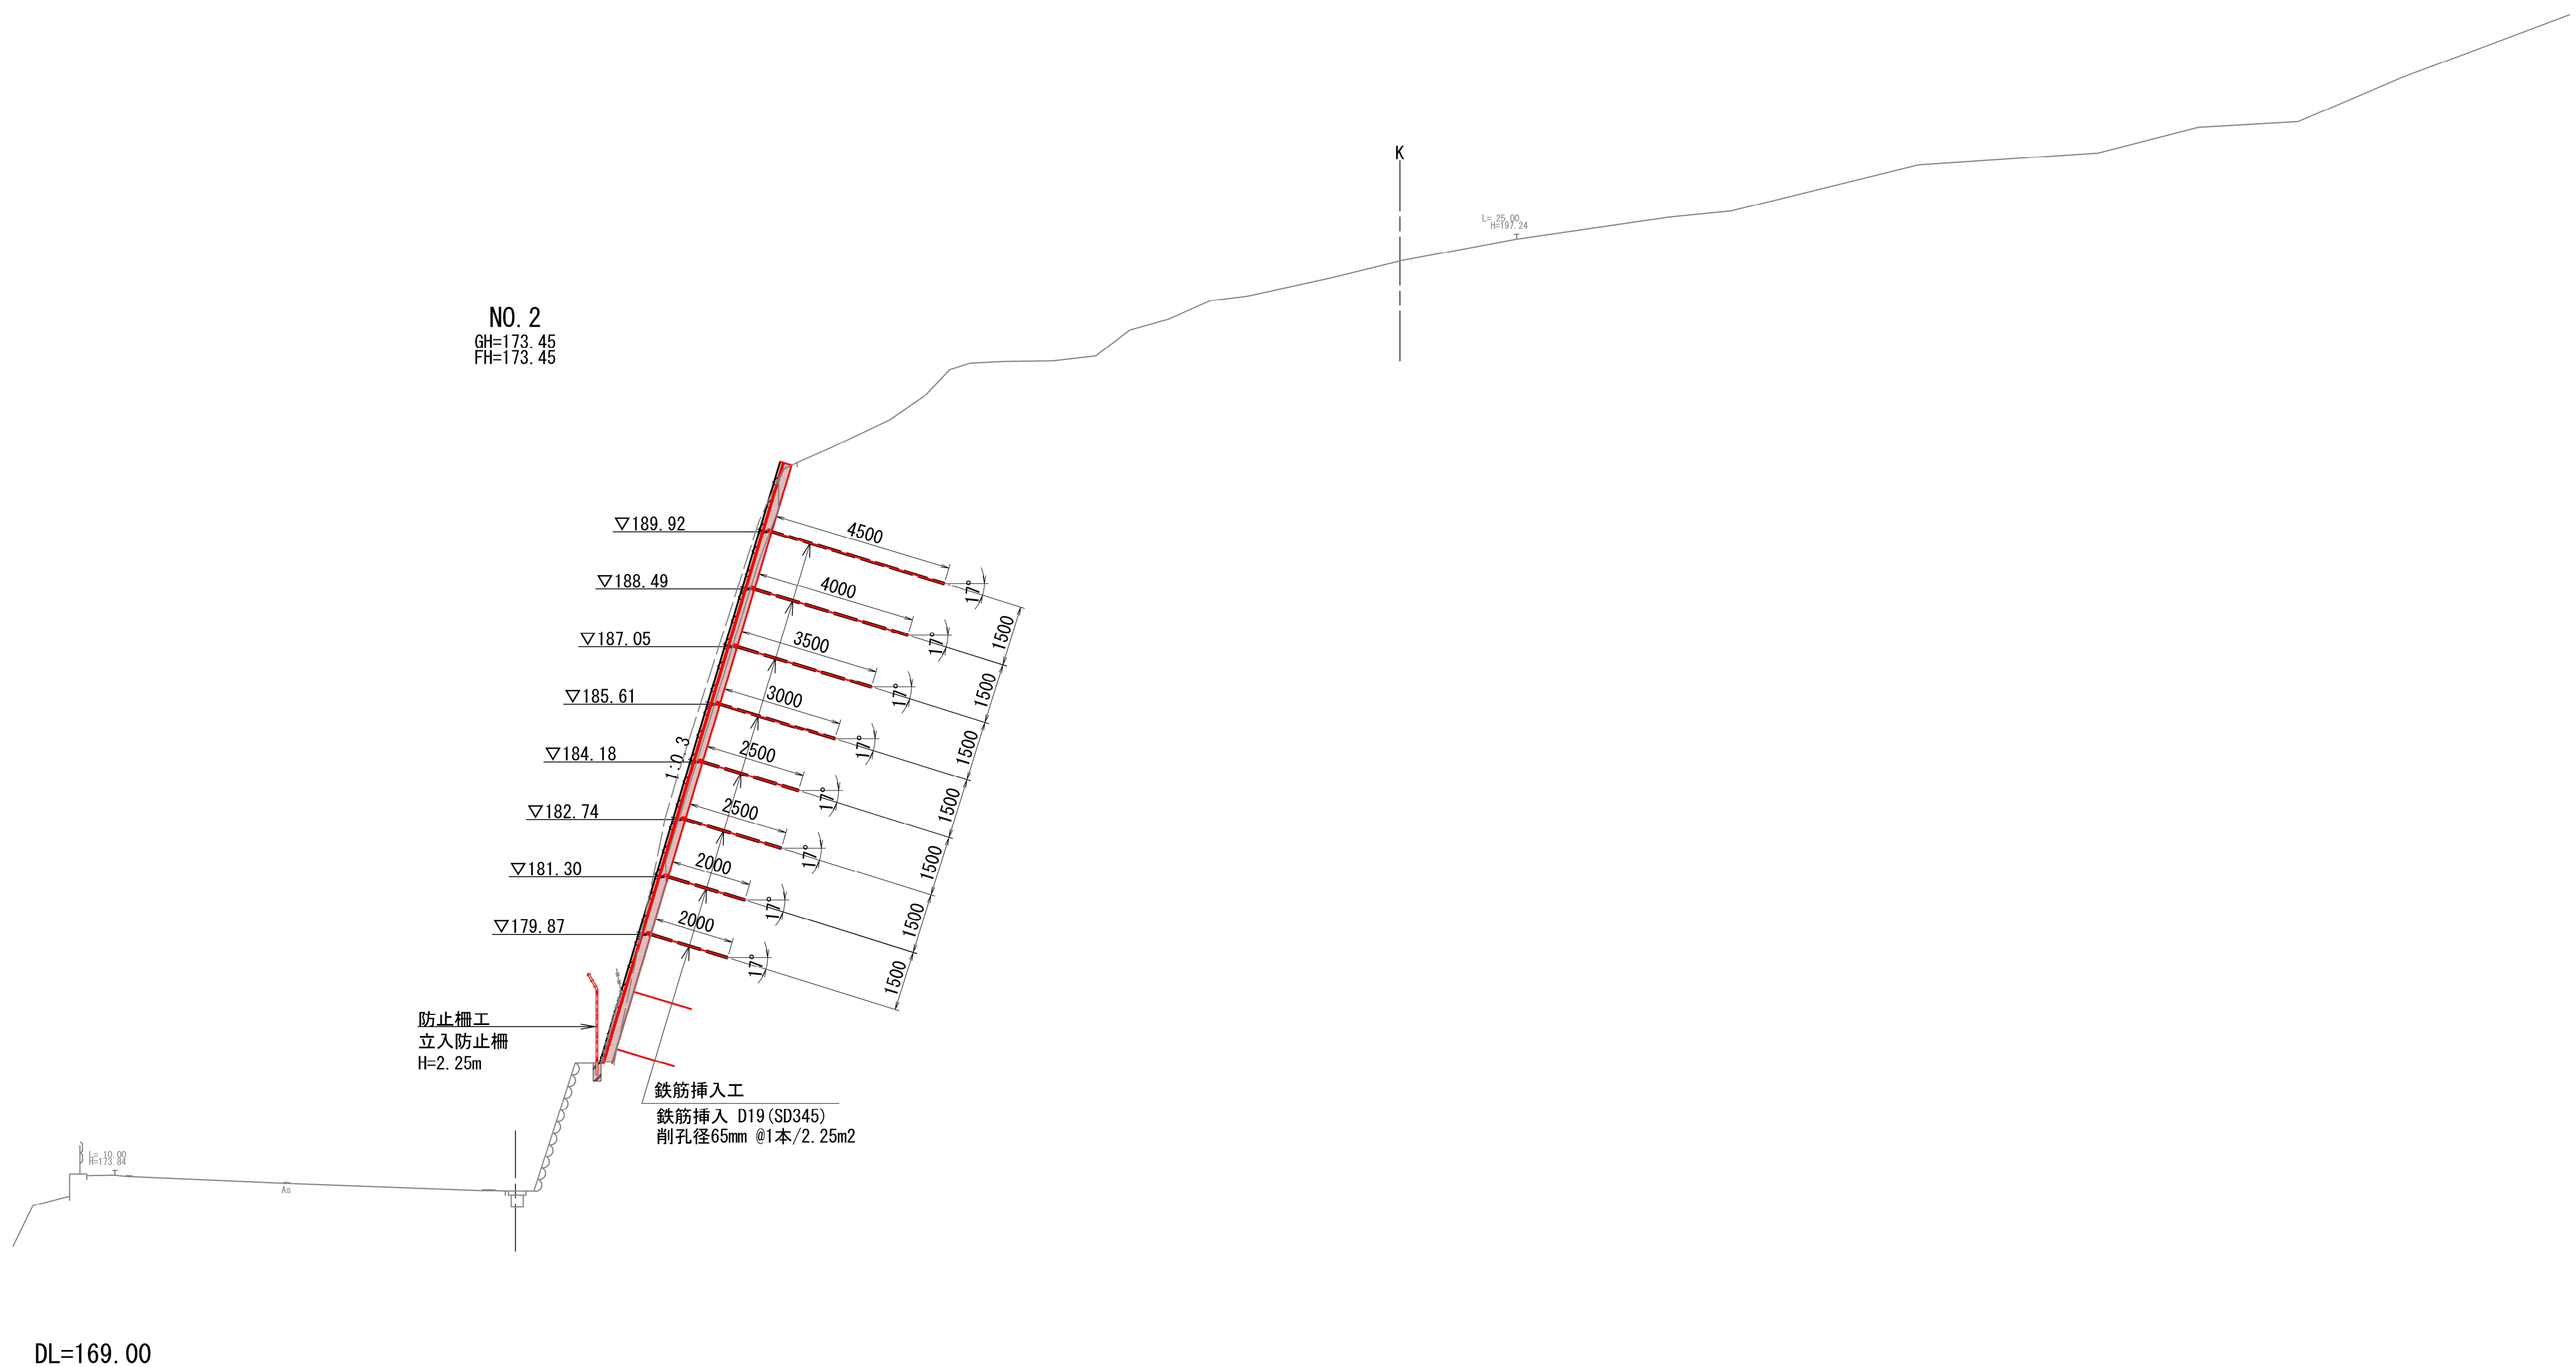 K
L= 25.00
H=197.24
NO.2
GH=173.45
FH=173.45
▽189.92
4500
17°
▽188.49
4000
17°
1500
▽187.05
3500
17°
1500
▽185.61
3000
17°
1500
1:0.3
▽184.18
2500
17°
1500
▽182.74
2500
17°
1500
▽181.30
2000
17°
1500
▽179.87
2000
17°
1500
防止柵工
立入防止柵
H=2.25m
鉄筋挿入工
鉄筋挿入 D19(SD345)
削孔径65mm @1本/2.25m2
L= 10.00
H=173.84
As
DL=169.00